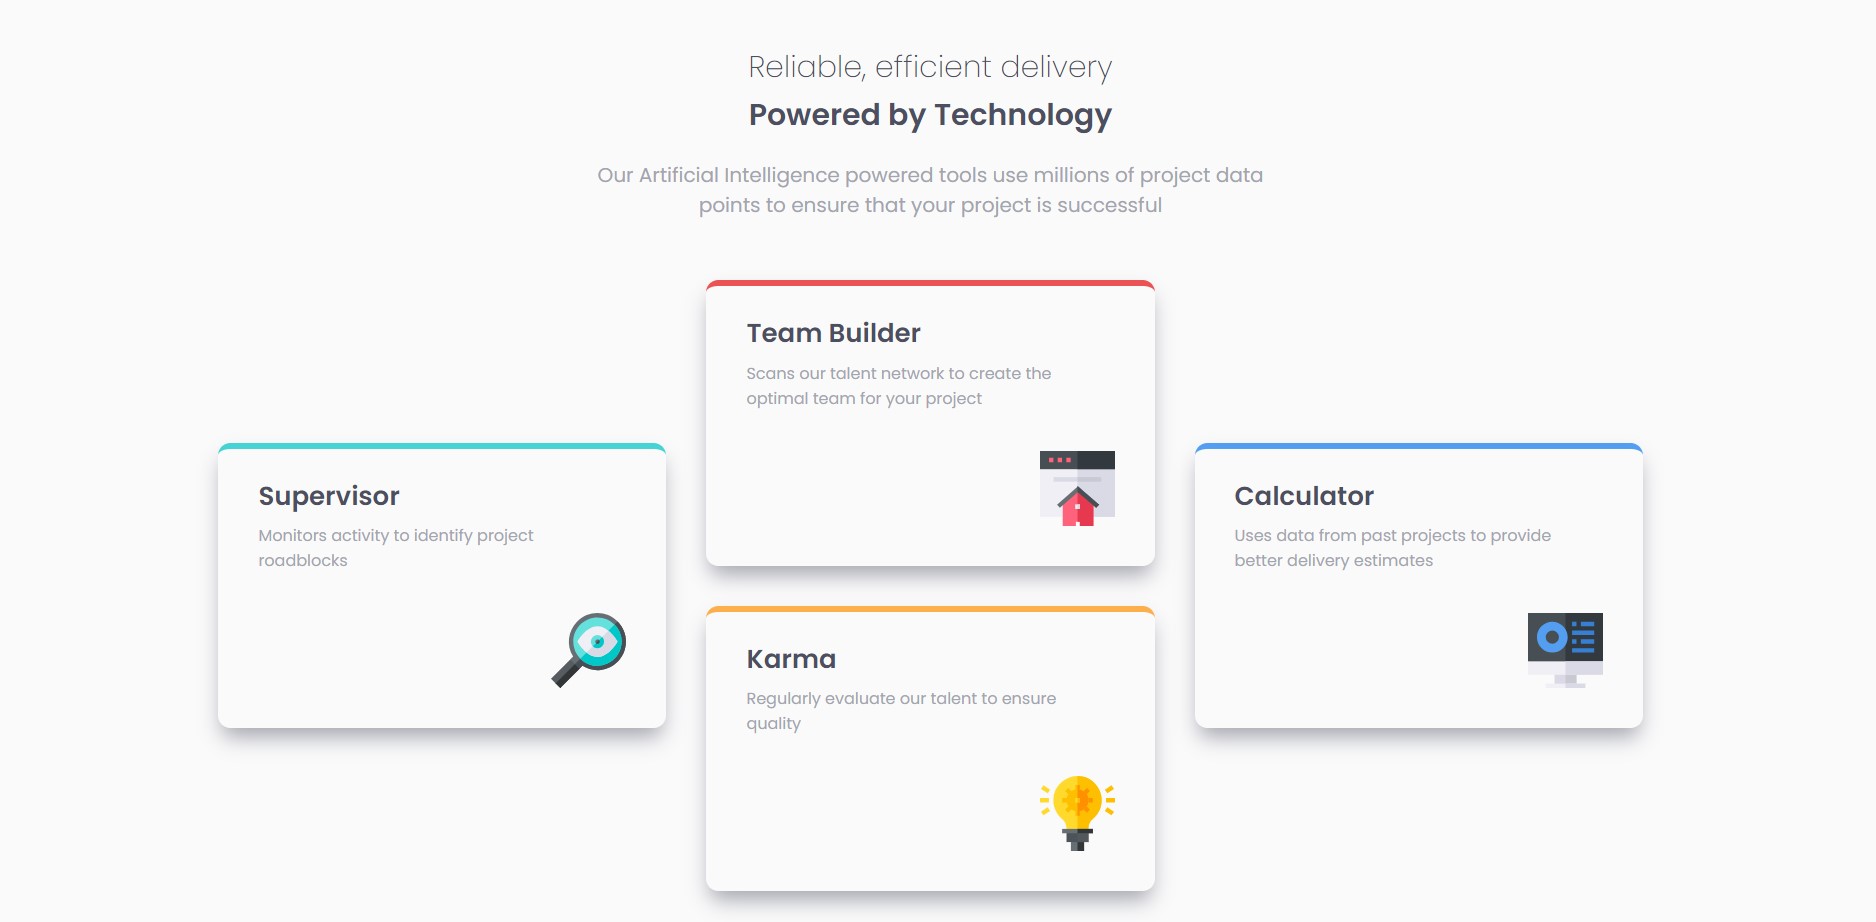 Reliable, efficient delivery
Powered by Technology
Our Artificial Intelligence powered tools use millions of project data
points to ensure that your project is successful
Supervisor
Monitors activity to identify project
roadblocks
Team Builder
Scans our talent network to create the
optimal team for your project
Karma
Regularly evaluate our talent to ensure
quality
Calculator
Uses data from past projects to provide
better delivery estimates